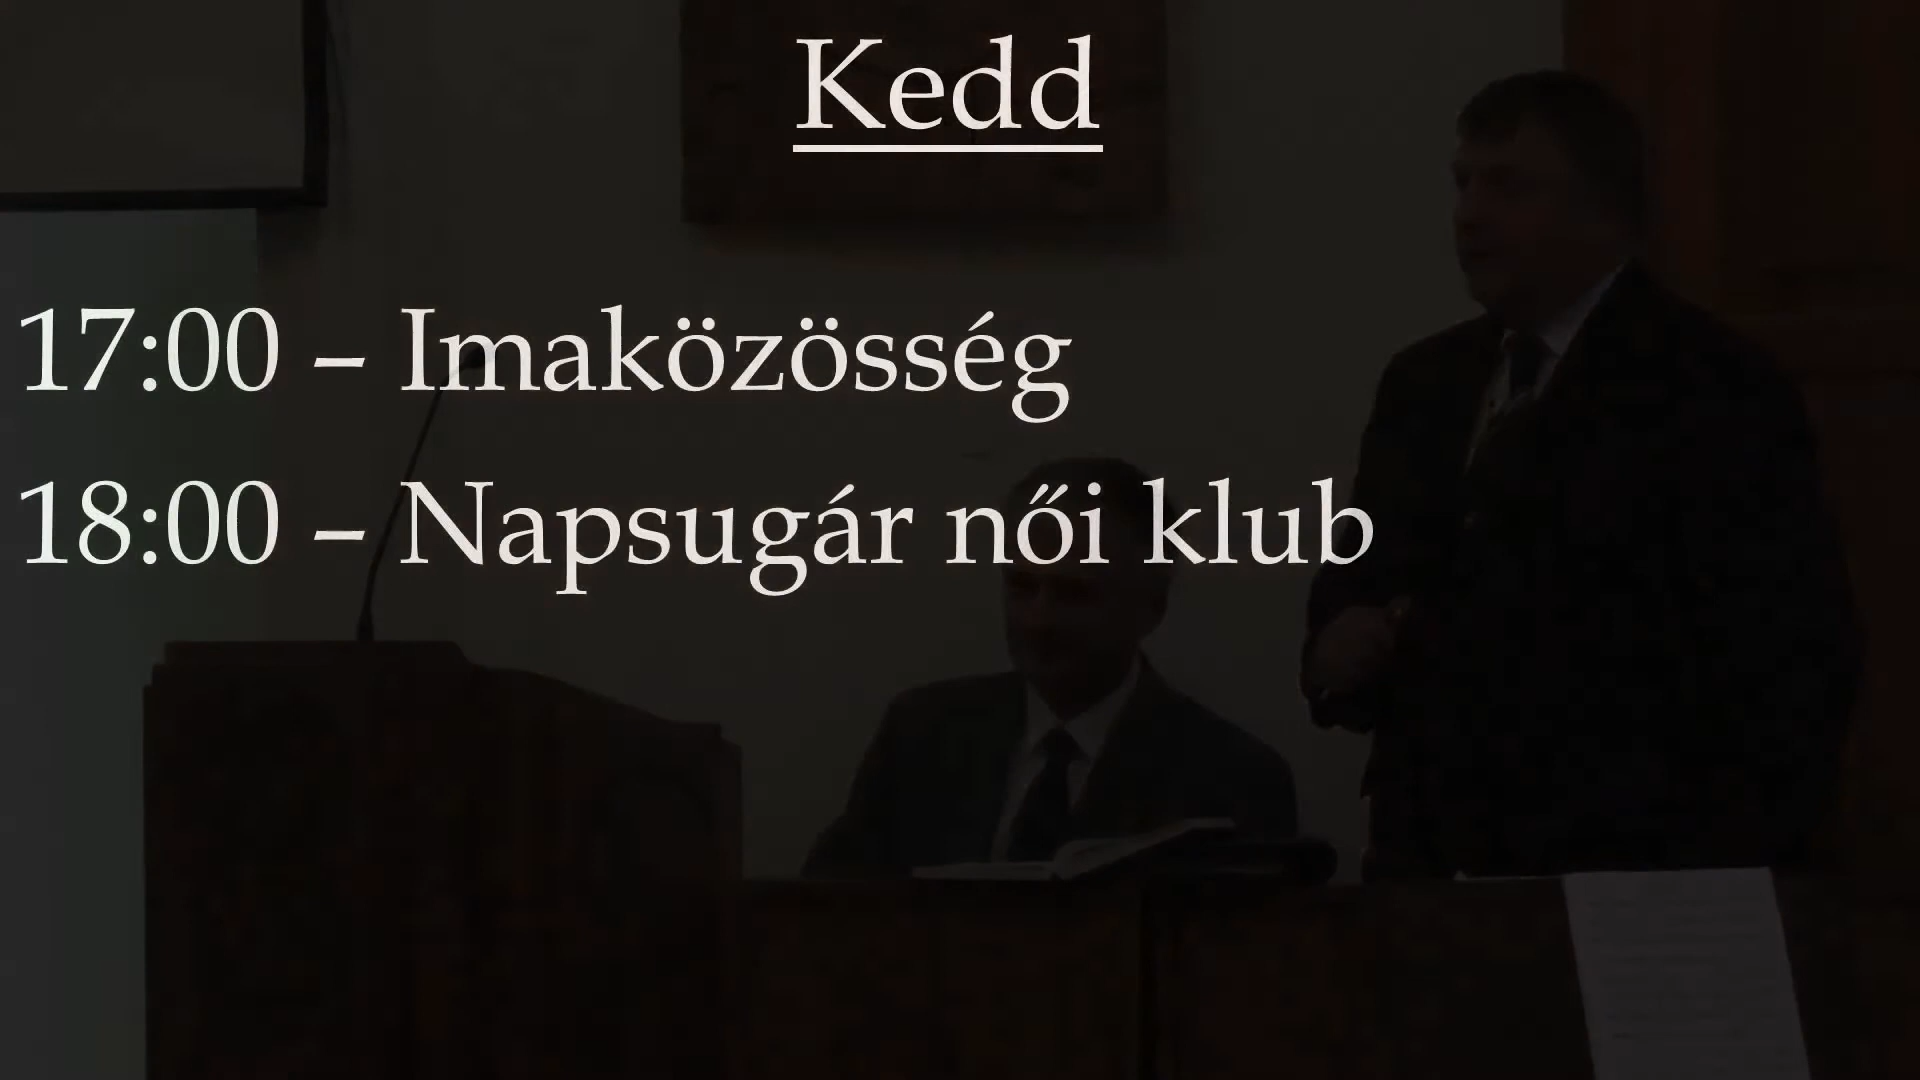 Kedd
17:00 – Imaközösség
18:00 – Napsugár női klub